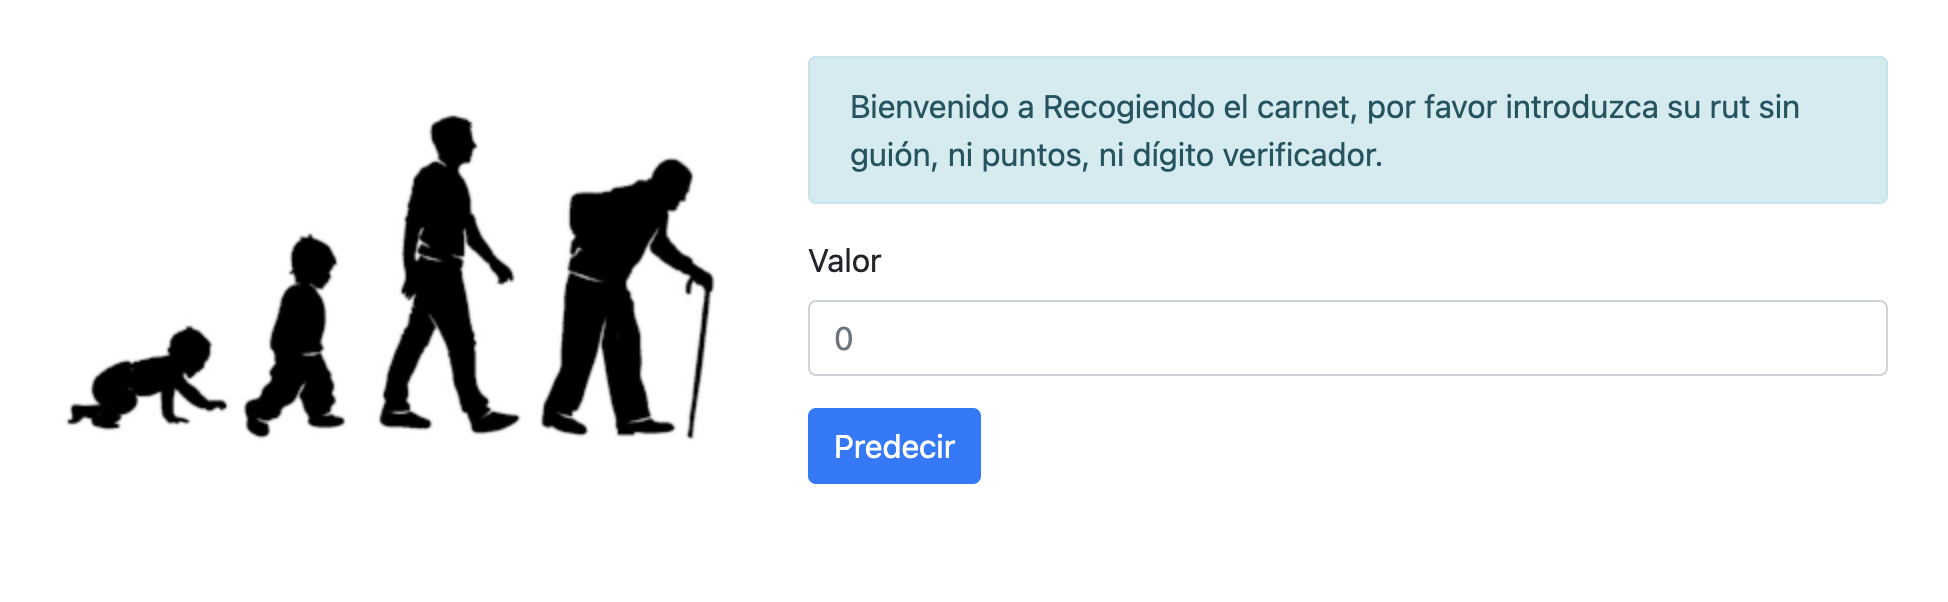 Bienvenido a Recogiendo el carnet, por favor introduzca su rut sin
guión, ni puntos, ni dígito verificador.
Valor
0
Predecir